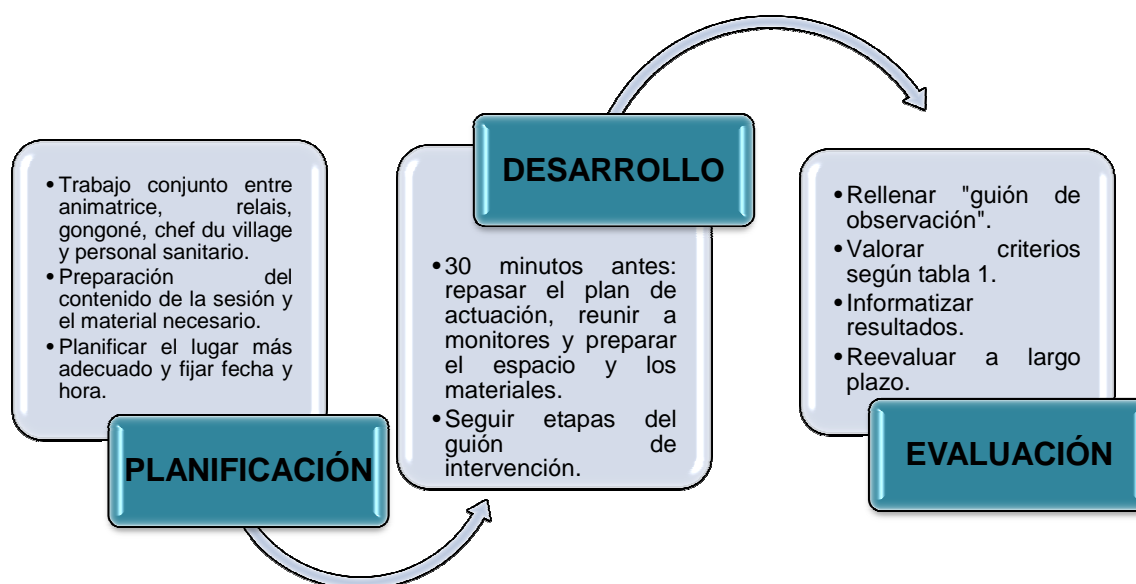 • Trabajo conjunto entre
animatrice, relais,
gongoné, chef du village
y personal sanitario.
• Preparación del
contenido de la sesión y
el material necesario.
• Planificar el lugar más
adecuado y fijar fecha y
hora.
PLANIFICACIÓN
DESARROLLO
• 30 minutos antes:
repasar el plan de
actuación, reunir a
monitores y preparar
el espacio y los
materiales.
• Seguir etapas del
guión de
intervención.
• Rellenar "guión de
observación".
• Valorar criterios
según tabla 1.
• Informatizar
resultados.
• Reevaluar a largo
plazo.
EVALUACIÓN